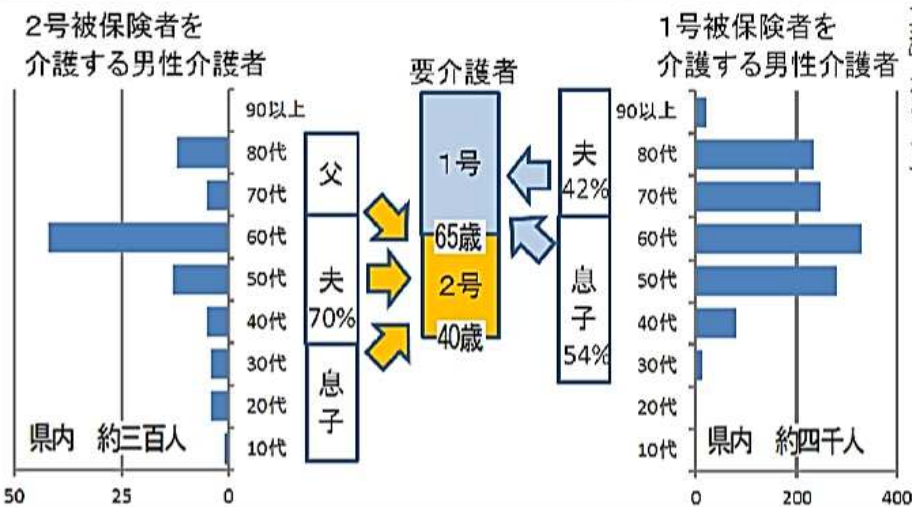 2号被保険者を
介護する男性介護者
90以上
80代
70代
60代
50代
40代
30代
20代
10代
県内 約三百人
50
25
0
父
夫
70%
息
子
要介護者
1号
65歳
2号
40歳
夫
42%
息
子
54%
1号被保険者を
介護する男性介護者
90以上
80代
70代
60代
50代
40代
30代
20代
10代
県内 約四千人
0
200
400